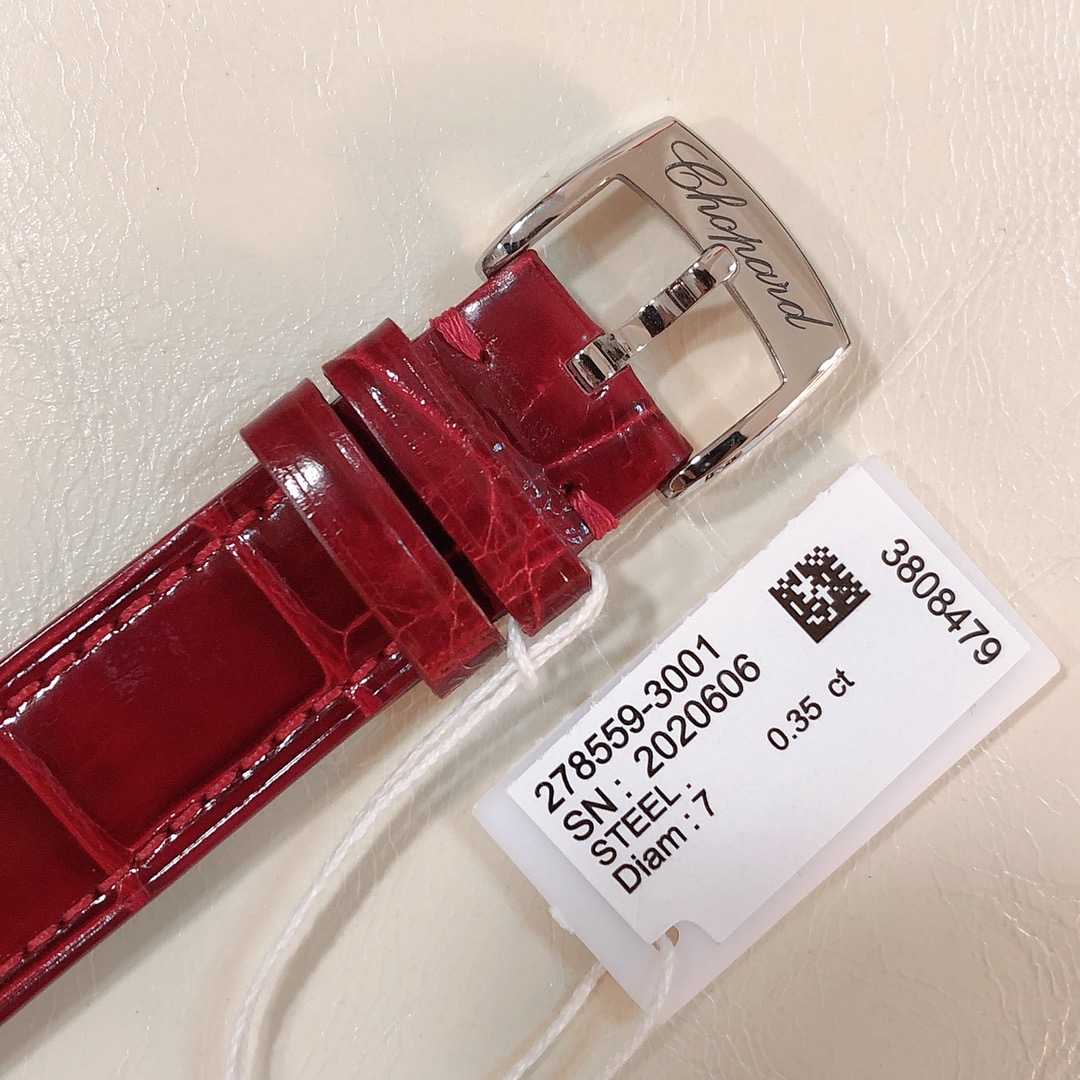 Chopard
3808479
278559-3001
SN : 2020606
STEEL :
Diam : 7 0.35 ct